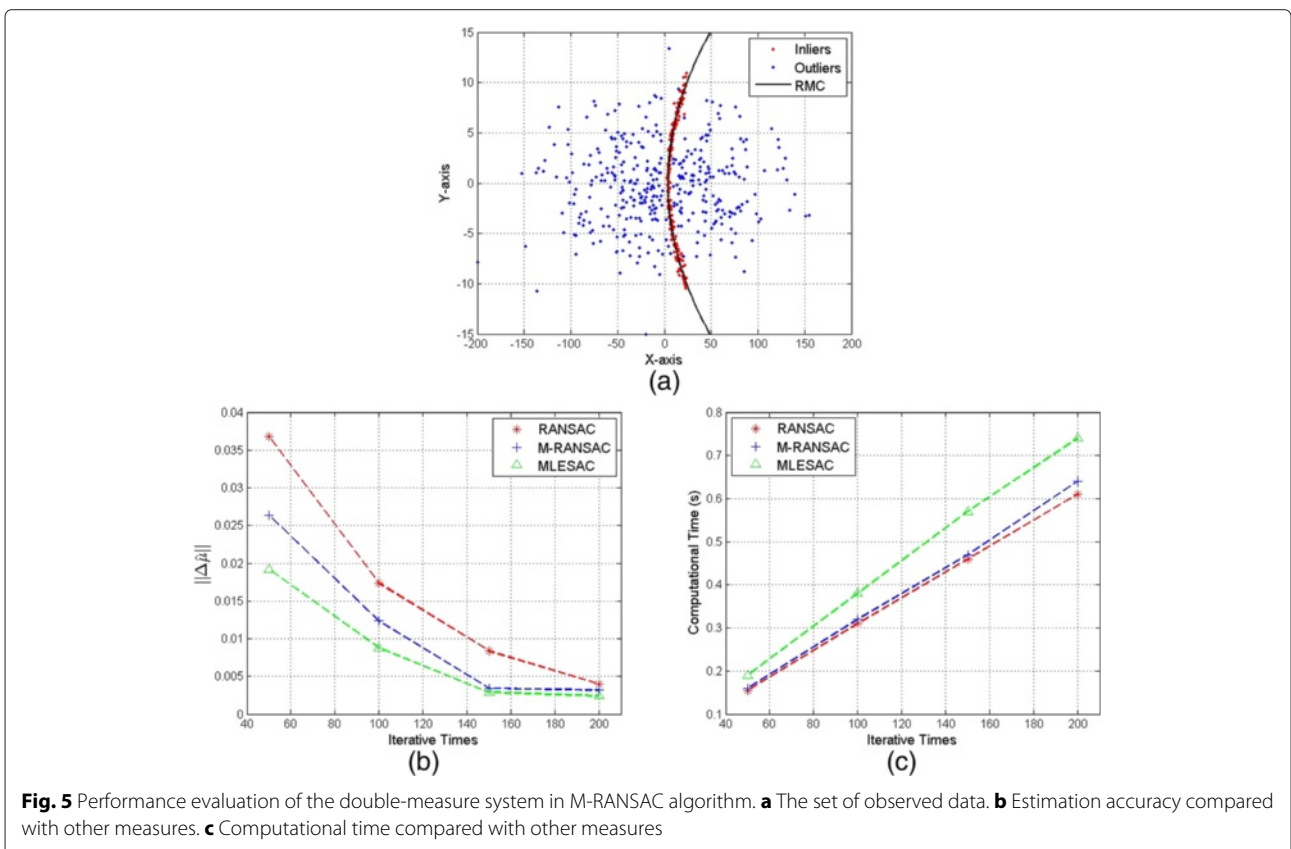 15
10
5
0
-5
-10
-15
Y-axis
-200 -150 -100 -50 0 50 100 150 200
X-axis
Inliers
Outliers
RMC
(a)
0.04
0.035
0.03
0.025
0.02
0.015
0.01
0.005
0
||Δμ̂||
40 60 80 100 120 140 160 180 200
Iterative Times
RANSAC
M-RANSAC
MLESAC
(b)
0.8
0.7
0.6
0.5
0.4
0.3
0.2
0.1
Computational Time (s)
40 60 80 100 120 140 160 180 200
Iterative Times
RANSAC
M-RANSAC
MLESAC
(c)
Fig. 5 Performance evaluation of the double-measure system in M-RANSAC algorithm. a The set of observed data. b Estimation accuracy compared
with other measures. c Computational time compared with other measures